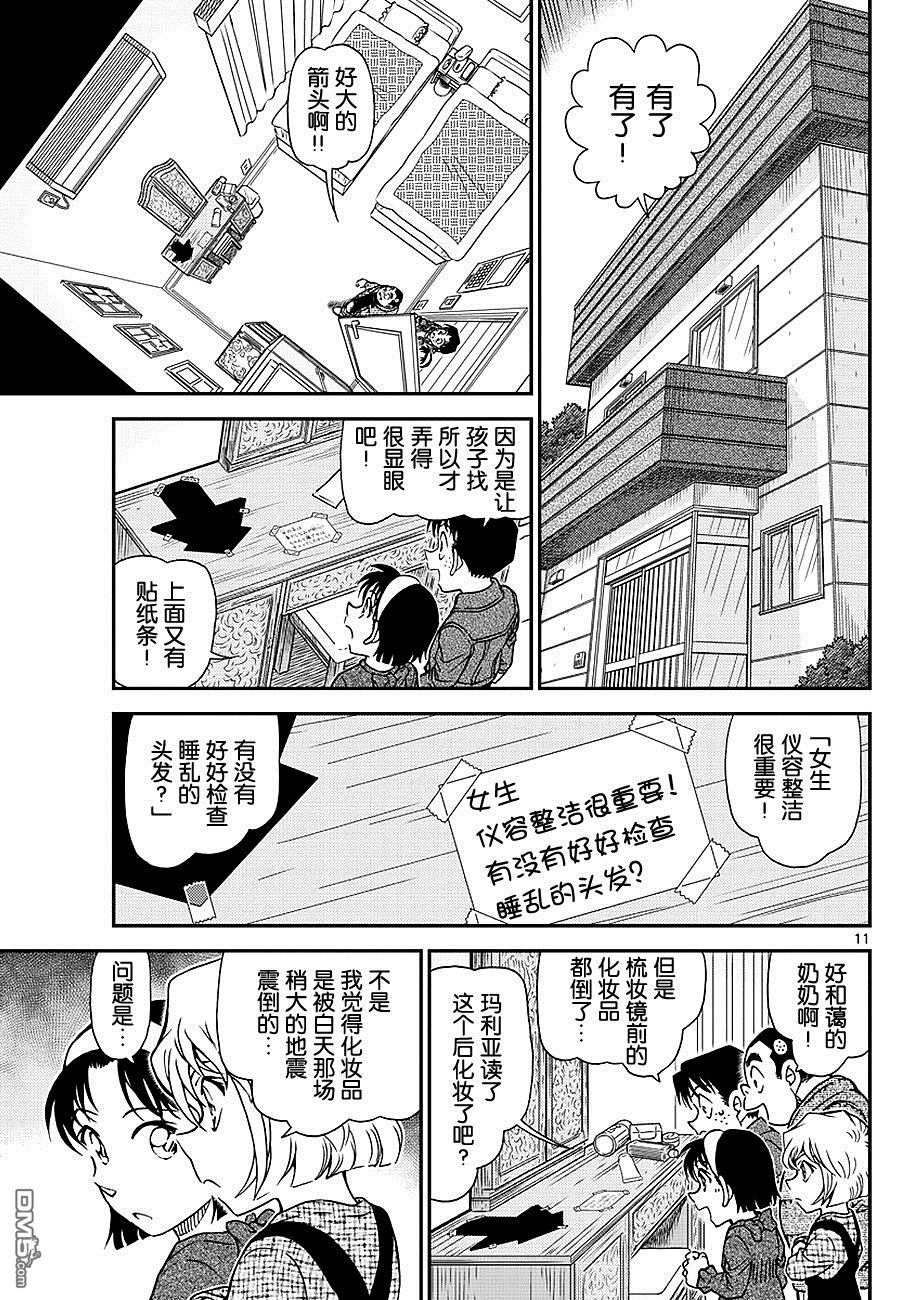 有了
有了！
好大的
箭头啊!!
因为是让
孩子找
所以才
弄得
很显眼
吧！
上面又有
贴纸条！
「女生
仪容整洁
很重要！
女生
仪容整洁很重要！
有没有好好检查
睡乱的头发？
有没有
好好检查
睡乱的
头发？」
11
好和蔼的
奶奶啊！
但是
梳妆镜前的
化妆品
都倒了…
玛利亚读了
这个后化妆了吧？
不是
我觉得化妆品
是被白天那场
稍大的地震
震倒的…
问题是…
DM5.com